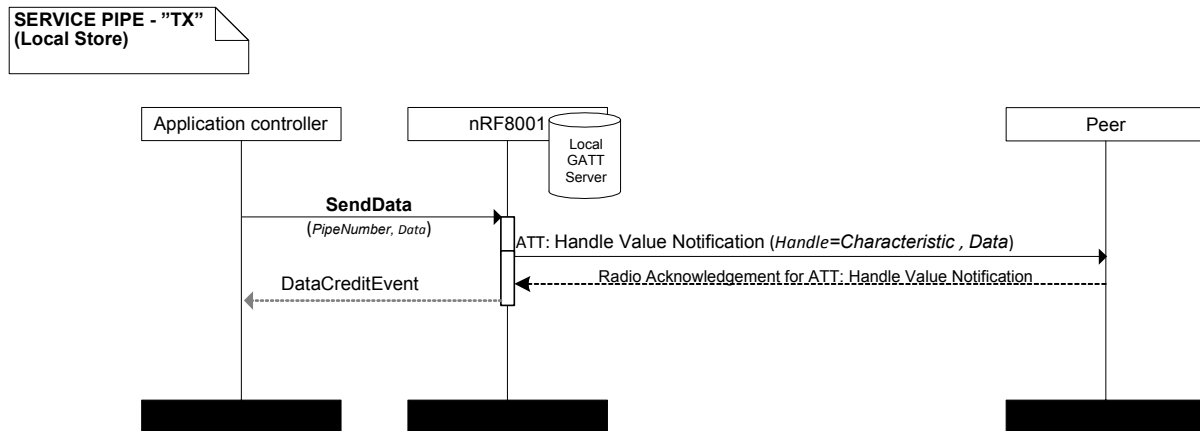 SERVICE PIPE - ”TX”
(Local Store)
Application controller
nRF8001
Local
GATT
Server
Peer
SendData
(PipeNumber, Data)
ATT: Handle Value Notification (Handle=Characteristic , Data)
Radio Acknowledgement for ATT: Handle Value Notification
DataCreditEvent